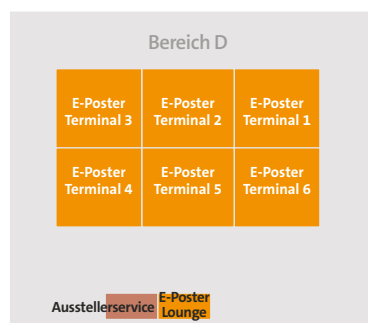 Bereich D
E-Poster
Terminal 3
E-Poster
Terminal 2
E-Poster
Terminal 1
E-Poster
Terminal 4
E-Poster
Terminal 5
E-Poster
Terminal 6
Ausstellerservice
E-Poster
Lounge